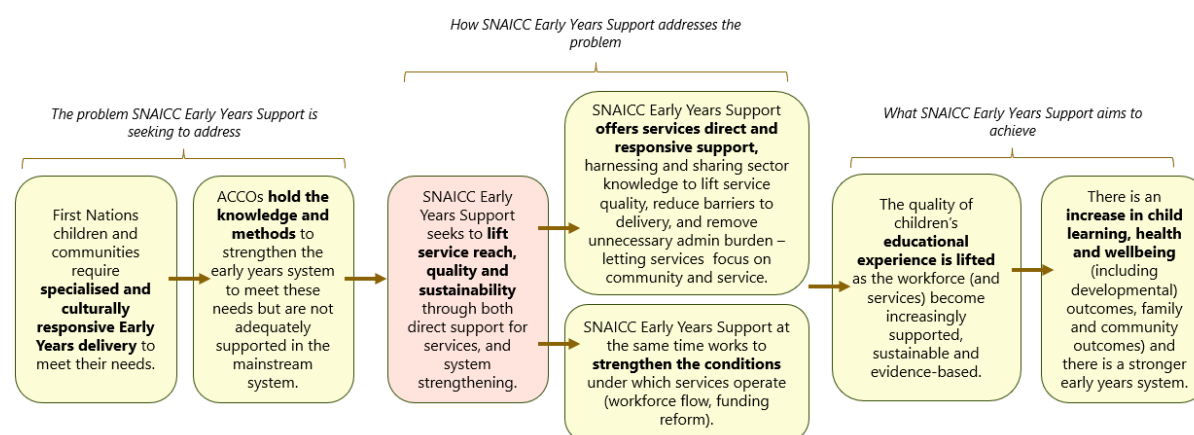 How SNAICC Early Years Support addresses the
problem
The problem SNAICC Early Years Support is
seeking to address
What SNAICC Early Years Support aims to
achieve
First Nations
children and
communities
require
specialised and
culturally
responsive Early
Years delivery to
meet their needs.
ACCOs hold the
knowledge and
methods to
strengthen the
early years system
to meet these
needs but are not
adequately
supported in the
mainstream
system.
SNAICC Early
Years Support
seeks to lift
service reach,
quality and
sustainability
through both
direct support for
services, and
system
strengthening.
SNAICC Early Years Support
offers services direct and
responsive support,
harnessing and sharing sector
knowledge to lift service
quality, reduce barriers to
delivery, and remove
unnecessary admin burden –
letting services focus on
community and service.
SNAICC Early Years Support at
the same time works to
strengthen the conditions
under which services operate
(workforce flow, funding
reform).
The quality of
children’s
educational
experience is lifted
as the workforce (and
services) become
increasingly
supported,
sustainable and
evidence-based.
There is an
increase in child
learning, health
and wellbeing
(including
developmental)
outcomes, family
and community
outcomes) and
there is a stronger
early years system.